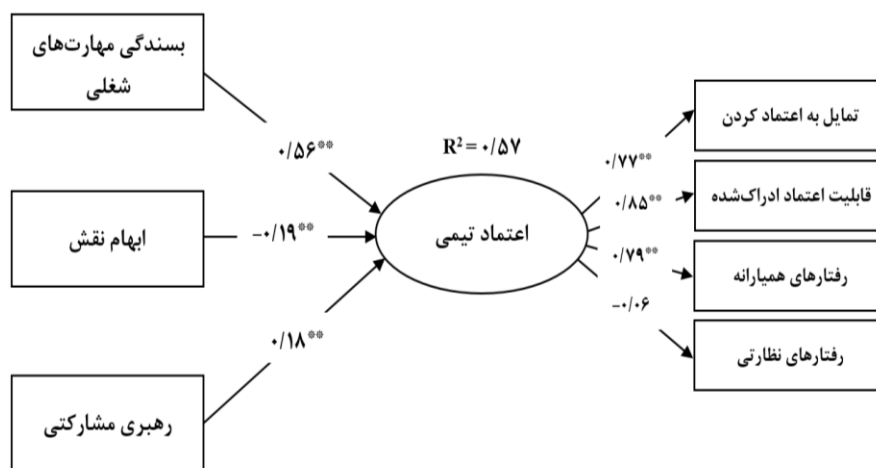 بسندگی مهارت‌های
شغلی
ابهام نقش
رهبری مشارکتی
۰/۵۶**
-۰/۱۹**
۰/۱۸**
R² = ۰/۵۷
اعتماد تیمی
۰/۷۷**
۰/۸۵**
۰/۷۹**
-۰/۰۶
تمایل به اعتماد کردن
قابلیت اعتماد ادراک‌شده
رفتارهای همیارانه
رفتارهای نظارتی